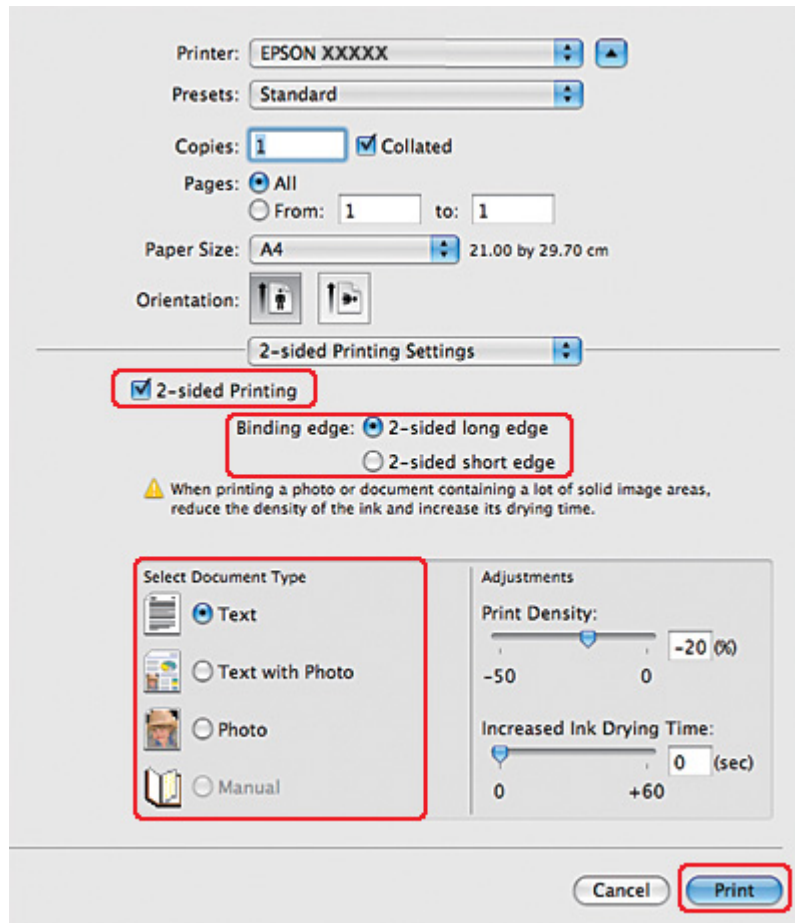 Printer: EPSON XXXXX
Presets: Standard
Copies: 1 Collated
Pages: All
From: 1 to: 1
Paper Size: A4 21.00 by 29.70 cm
Orientation:
2-sided Printing Settings
2-sided Printing
Binding edge: 2-sided long edge
2-sided short edge
When printing a photo or document containing a lot of solid image areas,
reduce the density of the ink and increase its drying time.
Select Document Type
Text
Text with Photo
Photo
Manual
Adjustments
Print Density:
-20 (%)
-50 0
Increased Ink Drying Time:
0 (sec)
0 +60
Cancel Print